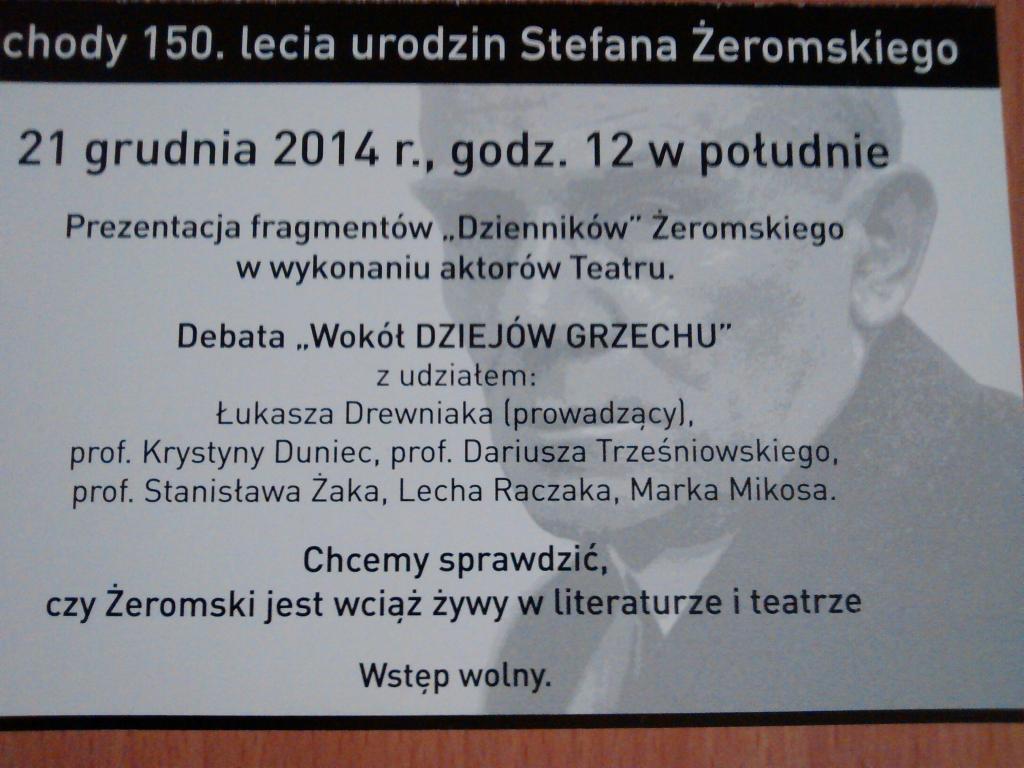 chody 150. lecia urodzin Stefana Żeromskiego
21 grudnia 2014 r., godz. 12 w południe
Prezentacja fragmentów „Dzienników” Żeromskiego
w wykonaniu aktorów Teatru.
Debata „Wokół DZIEJÓW GRZECHU”
z udziałem:
Łukasza Drewniaka (prowadzący),
prof. Krystyny Duniec, prof. Dariusza Trześniowskiego,
prof. Stanisława Żaka, Lecha Raczaka, Marka Mikosa.
Chcemy sprawdzić,
czy Żeromski jest wciąż żywy w literaturze i teatrze
Wstęp wolny.